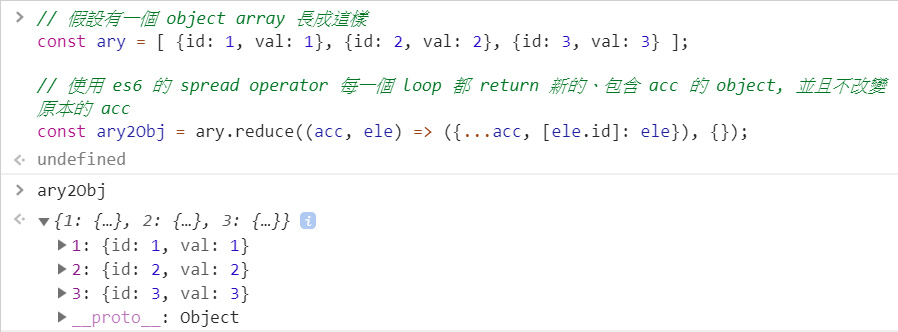 // 假設有一個 object array 長成這樣
const ary = [ {id: 1, val: 1}, {id: 2, val: 2}, {id: 3, val: 3} ];
// 使用 es6 的 spread operator 每一個 loop 都 return 新的、包含 acc 的 object, 並且不改變
原本的 acc
const ary2Obj = ary.reduce((acc, ele) => ({...acc, [ele.id]: ele}), {});
undefined
ary2Obj
{1: {…}, 2: {…}, 3: {…}} i
1: {id: 1, val: 1}
2: {id: 2, val: 2}
3: {id: 3, val: 3}
__proto__: Object